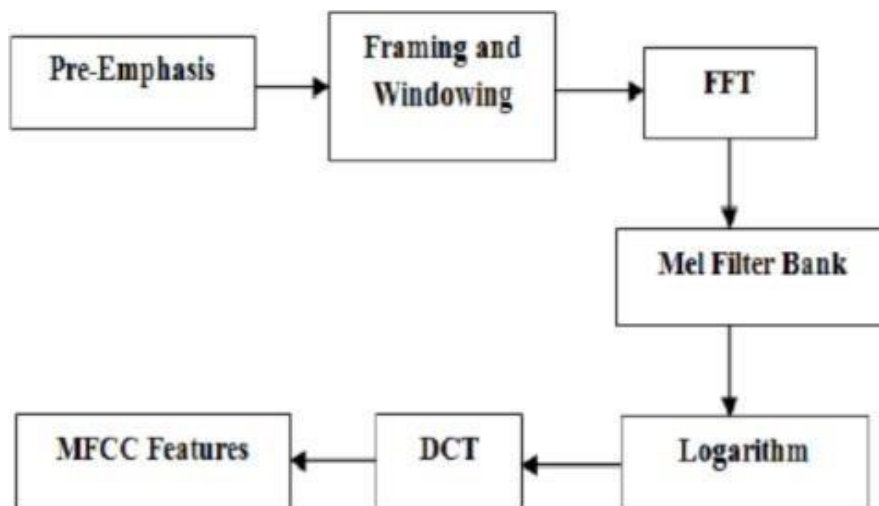 Pre-Emphasis
Framing and
Windowing
FFT
Mel Filter Bank
Logarithm
DCT
MFCC Features